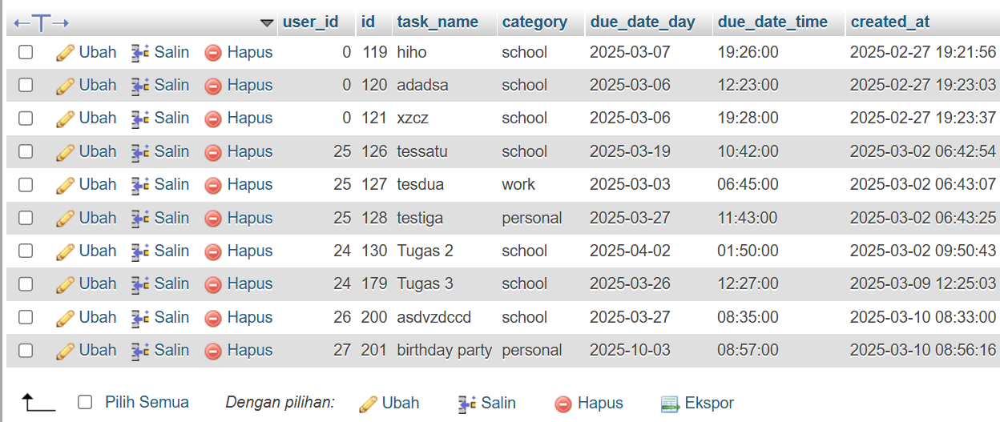 user_id id task_name category due_date_day due_date_time created_at
Ubah Salin Hapus 0 119 hiho school 2025-03-07 19:26:00 2025-02-27 19:21:56
Ubah Salin Hapus 0 120 adadsa school 2025-03-06 12:23:00 2025-02-27 19:23:03
Ubah Salin Hapus 0 121 xzcz school 2025-03-06 19:28:00 2025-02-27 19:23:37
Ubah Salin Hapus 25 126 tessatu school 2025-03-19 10:42:00 2025-03-02 06:42:54
Ubah Salin Hapus 25 127 tesdua work 2025-03-03 06:45:00 2025-03-02 06:43:07
Ubah Salin Hapus 25 128 testiga personal 2025-03-27 11:43:00 2025-03-02 06:43:25
Ubah Salin Hapus 24 130 Tugas 2 school 2025-04-02 01:50:00 2025-03-02 09:50:43
Ubah Salin Hapus 24 179 Tugas 3 school 2025-03-26 12:27:00 2025-03-09 12:25:03
Ubah Salin Hapus 26 200 asdvzdccd school 2025-03-27 08:35:00 2025-03-10 08:33:00
Ubah Salin Hapus 27 201 birthday party personal 2025-10-03 08:57:00 2025-03-10 08:56:16
Pilih Semua Dengan pilihan: Ubah Salin Hapus Ekspor